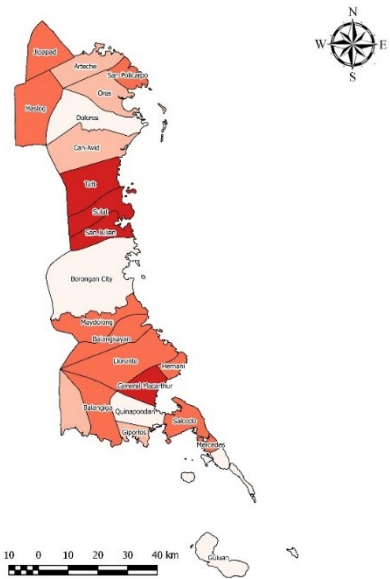 N
W E
S
Jipapad
Arteche
San Policarpo
Maslog
Oras
Dolores
Can-Avid
Taft
Sulat
San Julian
Borongan City
Maydolong
Balangkayan
Llorente
Hernani
General Macarthur
Balangiga
Quinapondan
Salcedo
Giporlos
Mercedes
Guiuan
10 0 10 20 30 40 km